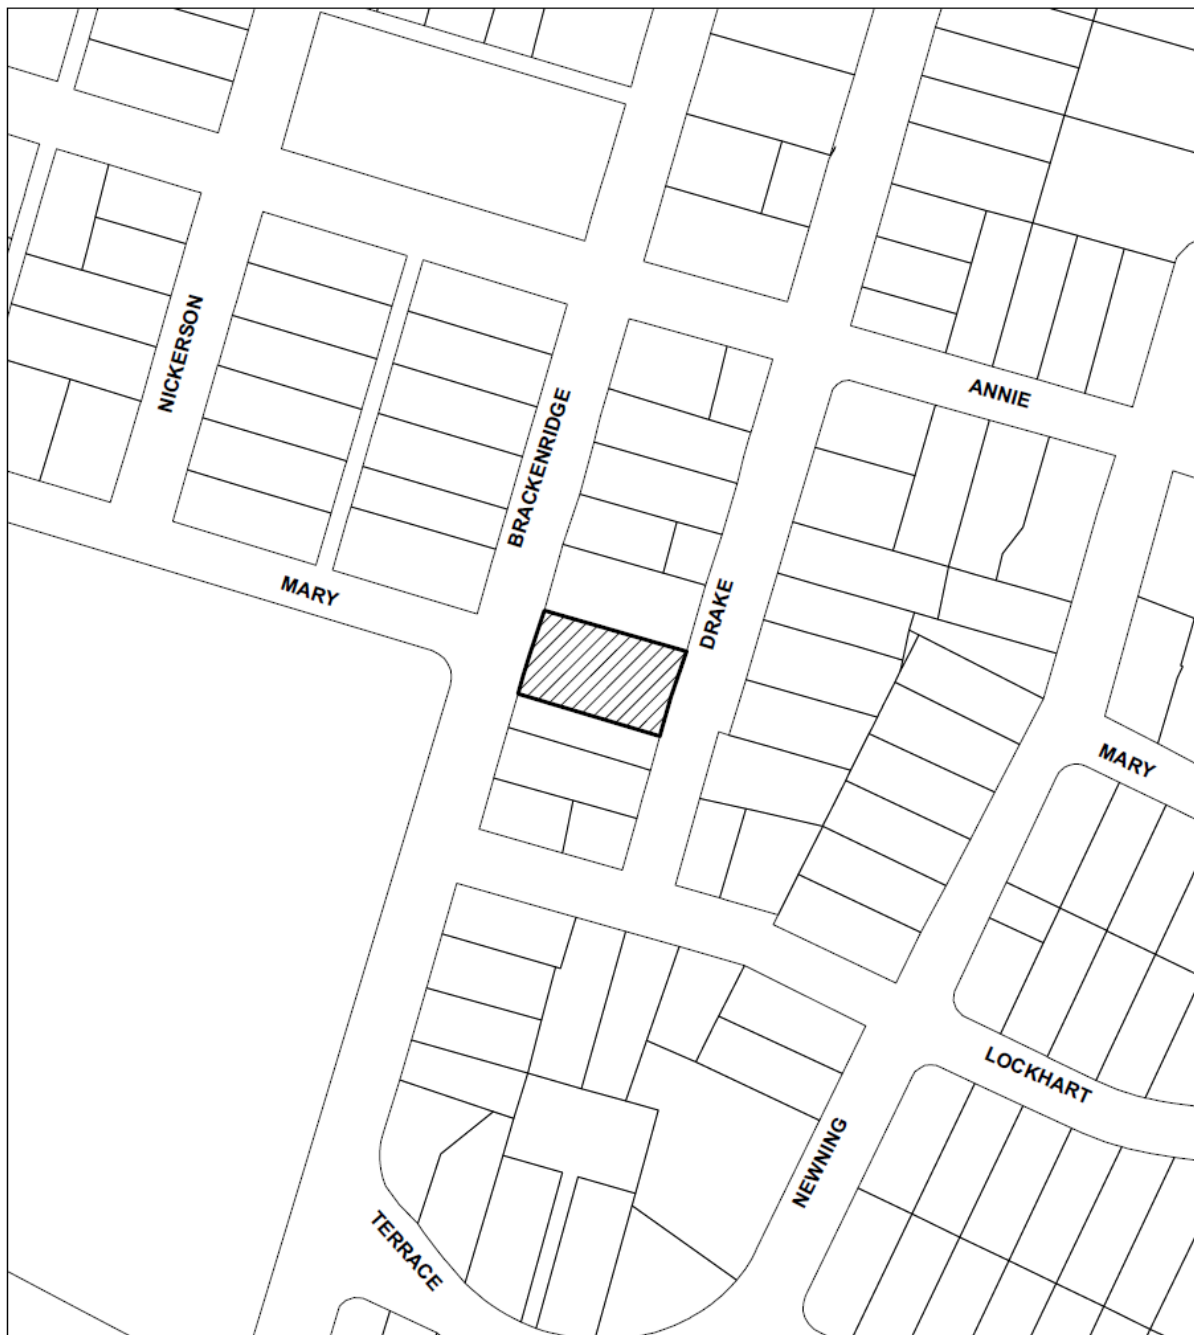 NICKERSON
ANNIE
BRACKENRIDGE
MARY
DRAKE
MARY
LOCKHART
NEWNING
TERRACE